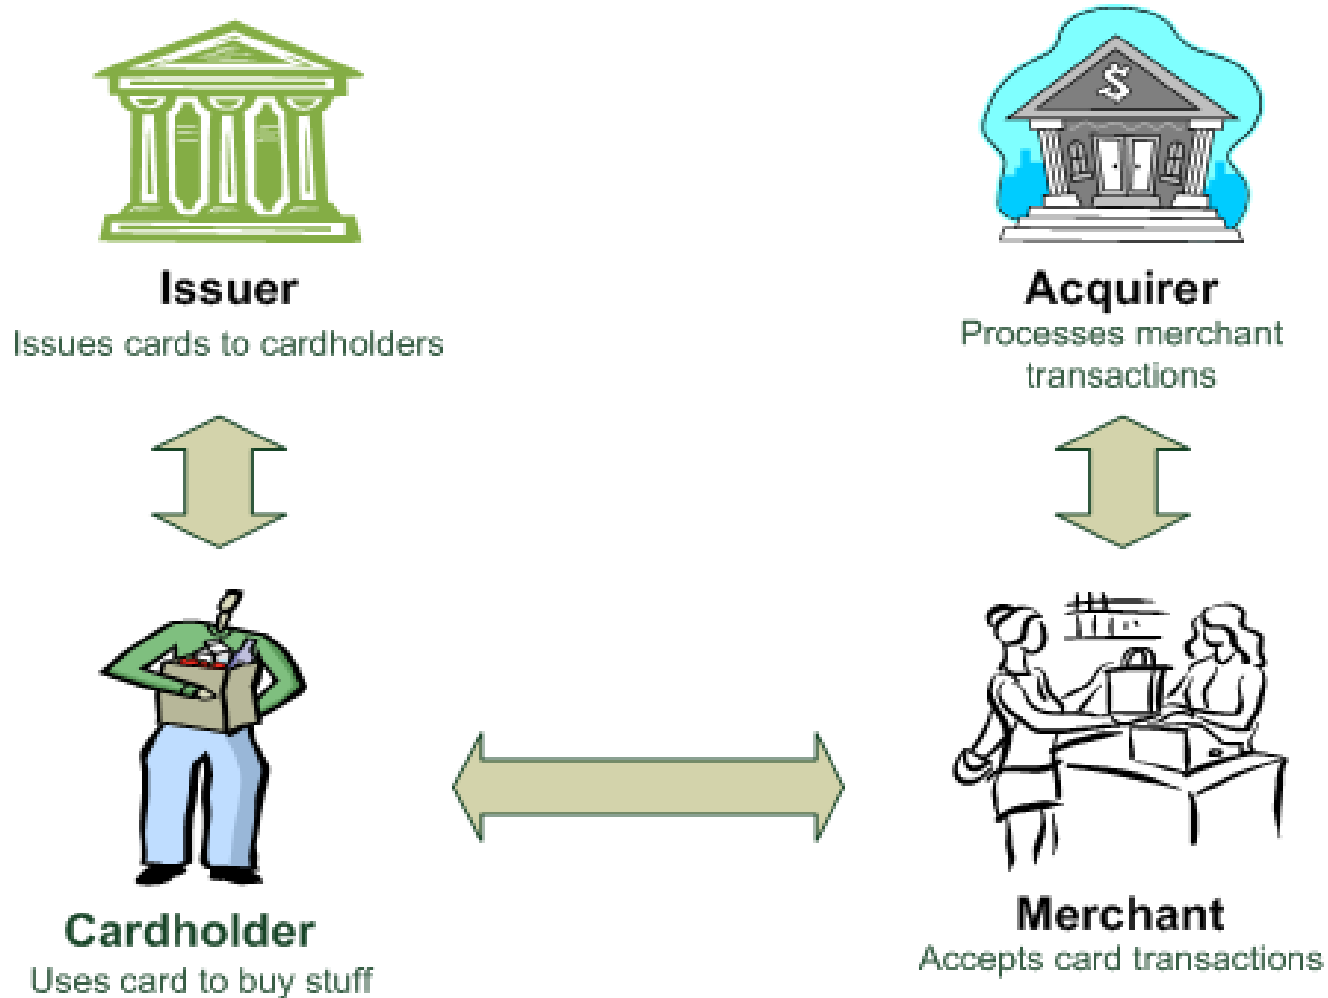 $
Issuer
Issues cards to cardholders
Acquirer
Processes merchant
transactions
Cardholder
Uses card to buy stuff
Merchant
Accepts card transactions